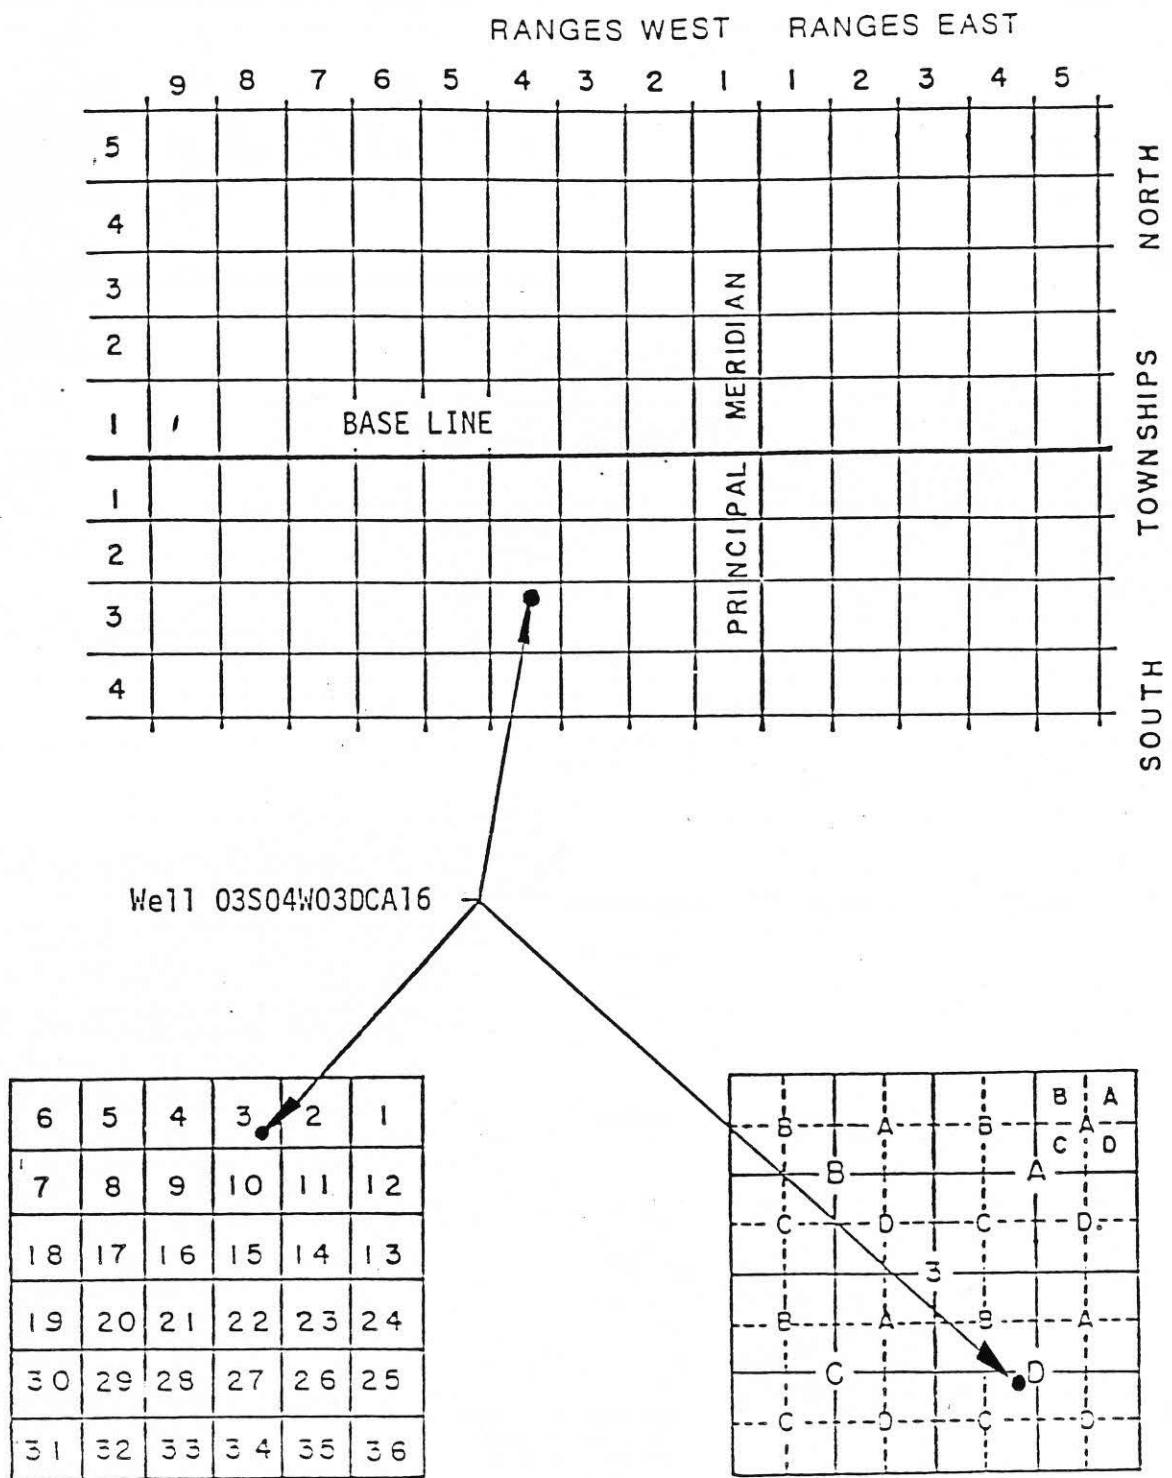 RANGES WEST RANGES EAST
9 8 7 6 5 4 3 2 1 1 2 3 4 5
5
4
3
2
1
BASE LINE
1
2
3
4
PRINCIPAL MERIDIAN
NORTH
TOWNSHIPS
SOUTH
Well 03S04W03DCA16
6 5 4 3 2 1
7 8 9 10 11 12
18 17 16 15 14 13
19 20 21 22 23 24
30 29 28 27 26 25
31 32 33 34 35 36
B A
B A B A
C D
B A
C D C D
3
B A B A
C D
C D C D